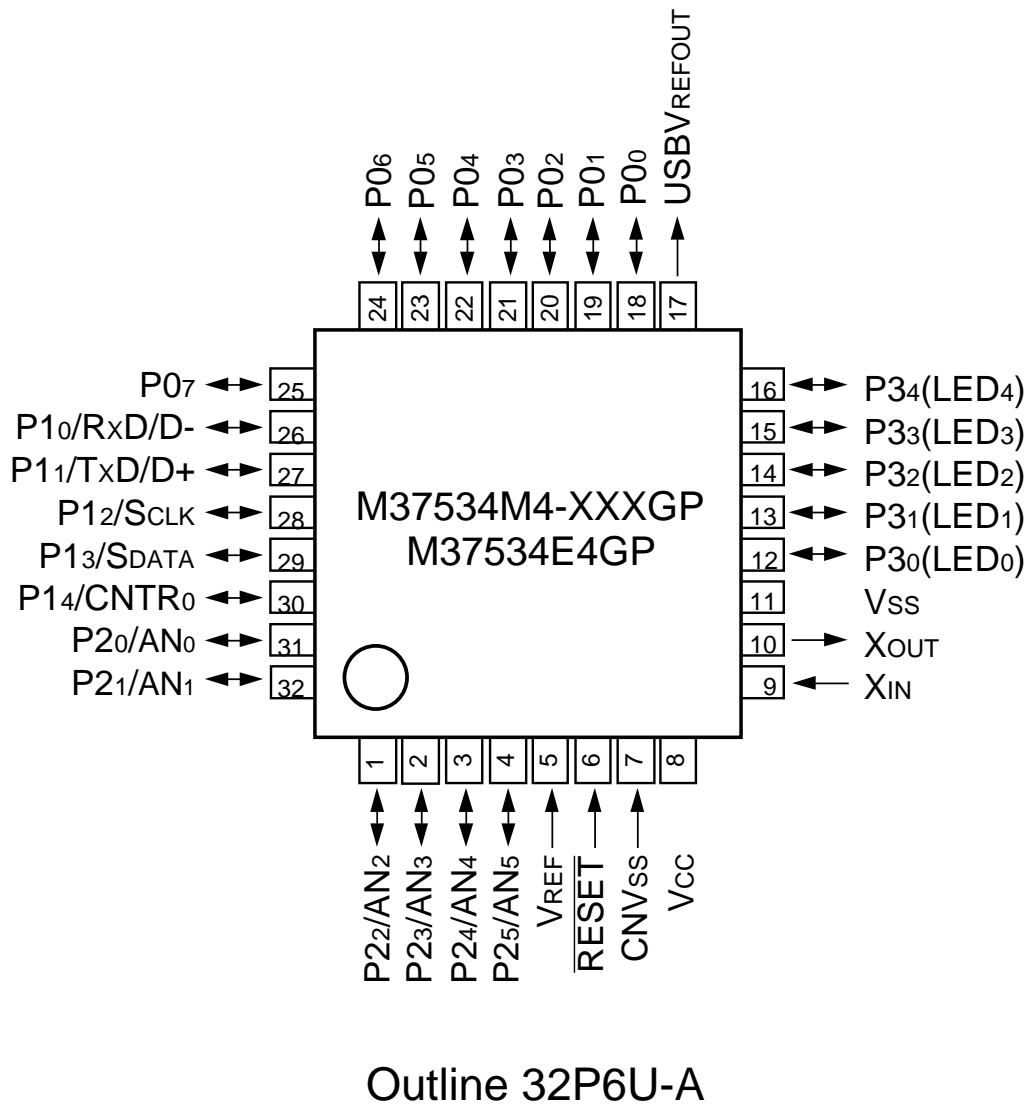 P06
P05
P04
P03
P02
P01
P00
USBVREFOUT
24
23
22
21
20
19
18
17
P07
25
P10/RxD/D-
26
P11/TxD/D+
27
P12/SCLK
28
P13/SDATA
29
P14/CNTR0
30
P20/AN0
31
P21/AN1
32
M37534M4-XXXGP
M37534E4GP
16
P34(LED4)
15
P33(LED3)
14
P32(LED2)
13
P31(LED1)
12
P30(LED0)
11
VSS
10
XOUT
9
XIN
1
2
3
4
5
6
7
8
P22/AN2
P23/AN3
P24/AN4
P25/AN5
VREF
RESET
CNVSS
VCC
Outline 32P6U-A